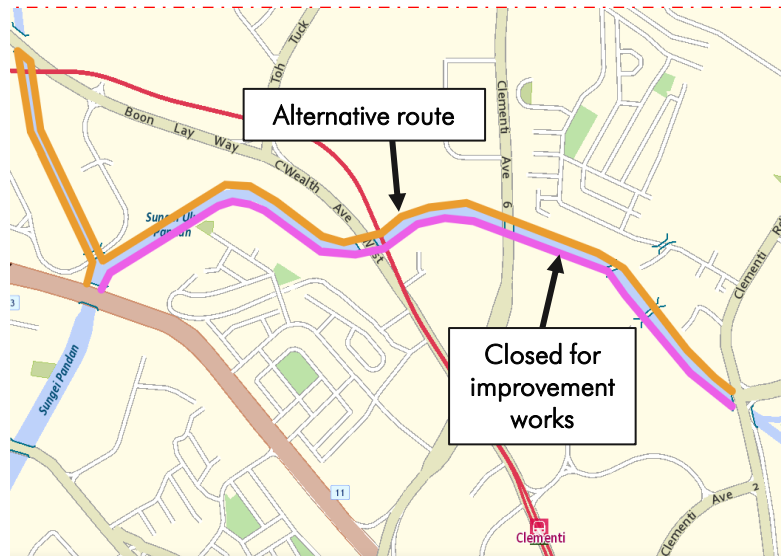 Toh Tuck
Boon Lay Way
C'Wealth Ave West
Alternative route
Clementi Ave 6
Sungei Ulu
Pandan
Clementi Rd
3
Closed for
improvement
works
Sungei Pandan
11
Clementi Ave 2
Clementi